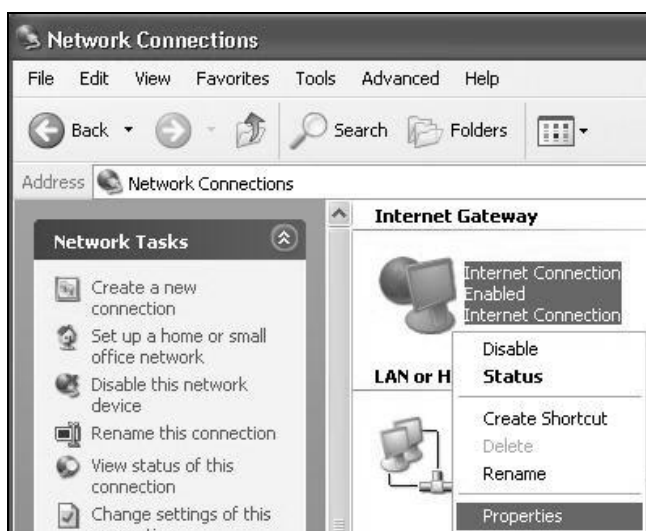 Network Connections
File Edit View Favorites Tools Advanced Help
Back Search Folders
Address Network Connections
Network Tasks
Create a new
connection
Set up a home or small
office network
Disable this network
device
Rename this connection
View status of this
connection
Change settings of this
Internet Gateway
Internet Connection
Enabled
Internet Connection
LAN or H
Disable
Status
Create Shortcut
Delete
Rename
Properties